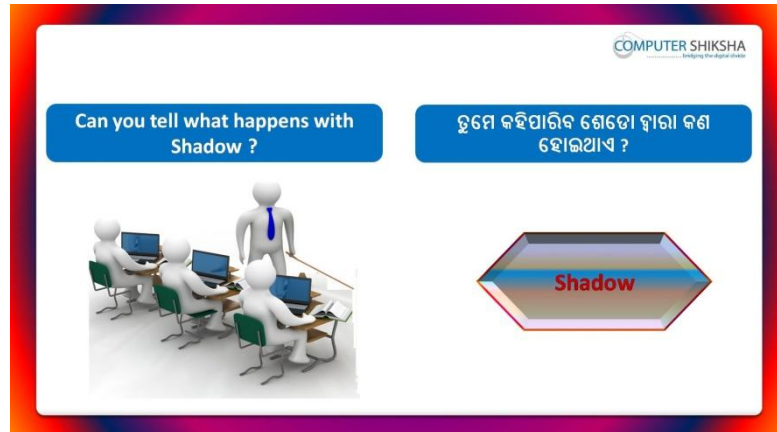 COMPUTER SHIKSHA
bridging the digital divide
Can you tell what happens with
Shadow ?
ତୁମେ କହିପାରିବ ଶେଡୋ ଦ୍ୱାରା କଣ
ହୋଇଥାଏ ?
Shadow